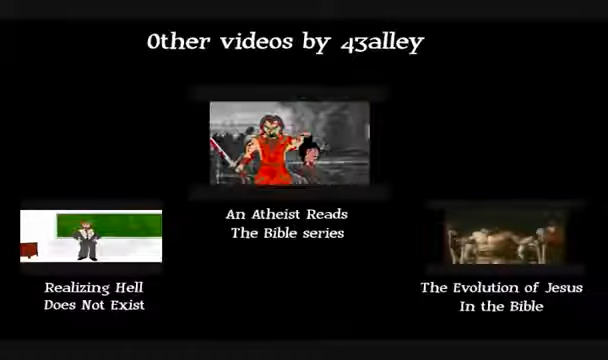 Other videos by 43alley
An Atheist Reads
The Bible series
Realizing Hell
Does Not Exist
The Evolution of Jesus
In the Bible